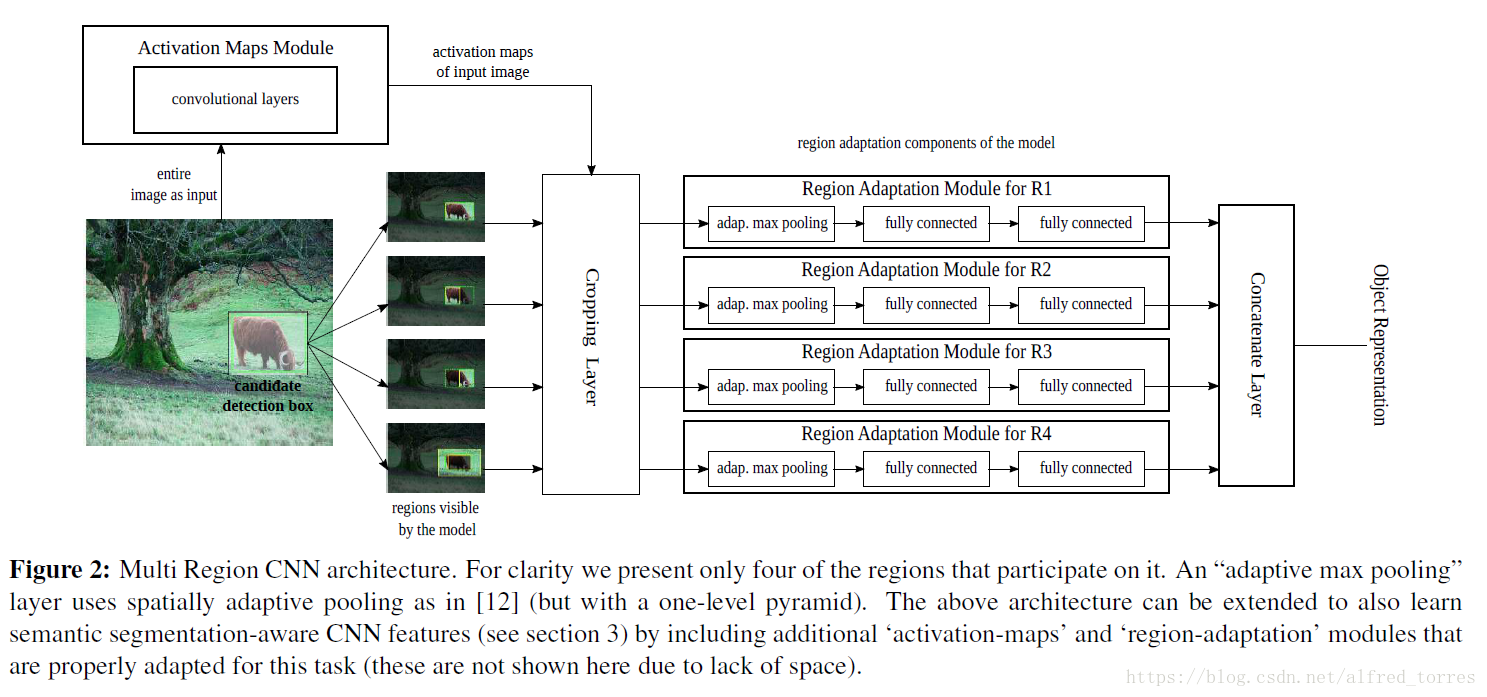 Activation Maps Module
convolutional layers
activation maps
of input image
entire
image as input
candidate
detection box
regions visible
by the model
Cropping Layer
region adaptation components of the model
Region Adaptation Module for R1
adap. max pooling
fully connected
fully connected
Region Adaptation Module for R2
adap. max pooling
fully connected
fully connected
Region Adaptation Module for R3
adap. max pooling
fully connected
fully connected
Region Adaptation Module for R4
adap. max pooling
fully connected
fully connected
Concatenate Layer
Object Representation
Figure 2: Multi Region CNN architecture. For clarity we present only four of the regions that participate on it. An “adaptive max pooling”
layer uses spatially adaptive pooling as in [12] (but with a one-level pyramid). The above architecture can be extended to also learn
semantic segmentation-aware CNN features (see section 3) by including additional ‘activation-maps’ and ‘region-adaptation’ modules that
are properly adapted for this task (these are not shown here due to lack of space).
https://blog.csdn.net/alfred_torres